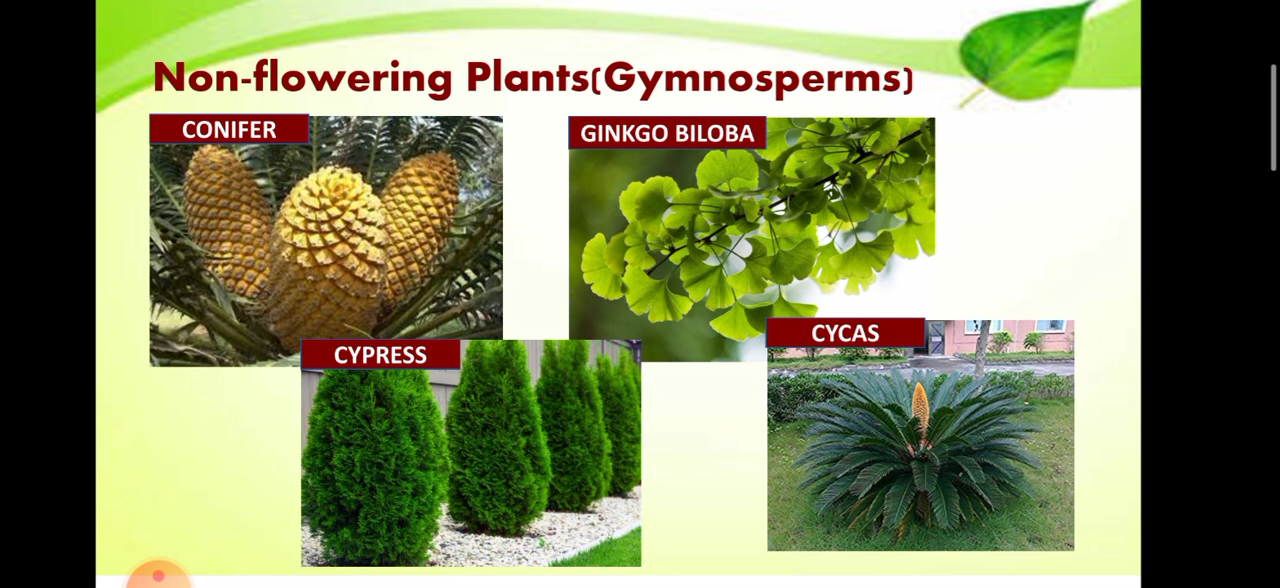 Non-flowering Plants(Gymnosperms)
CONIFER
GINKGO BILOBA
CYPRESS
CYCAS